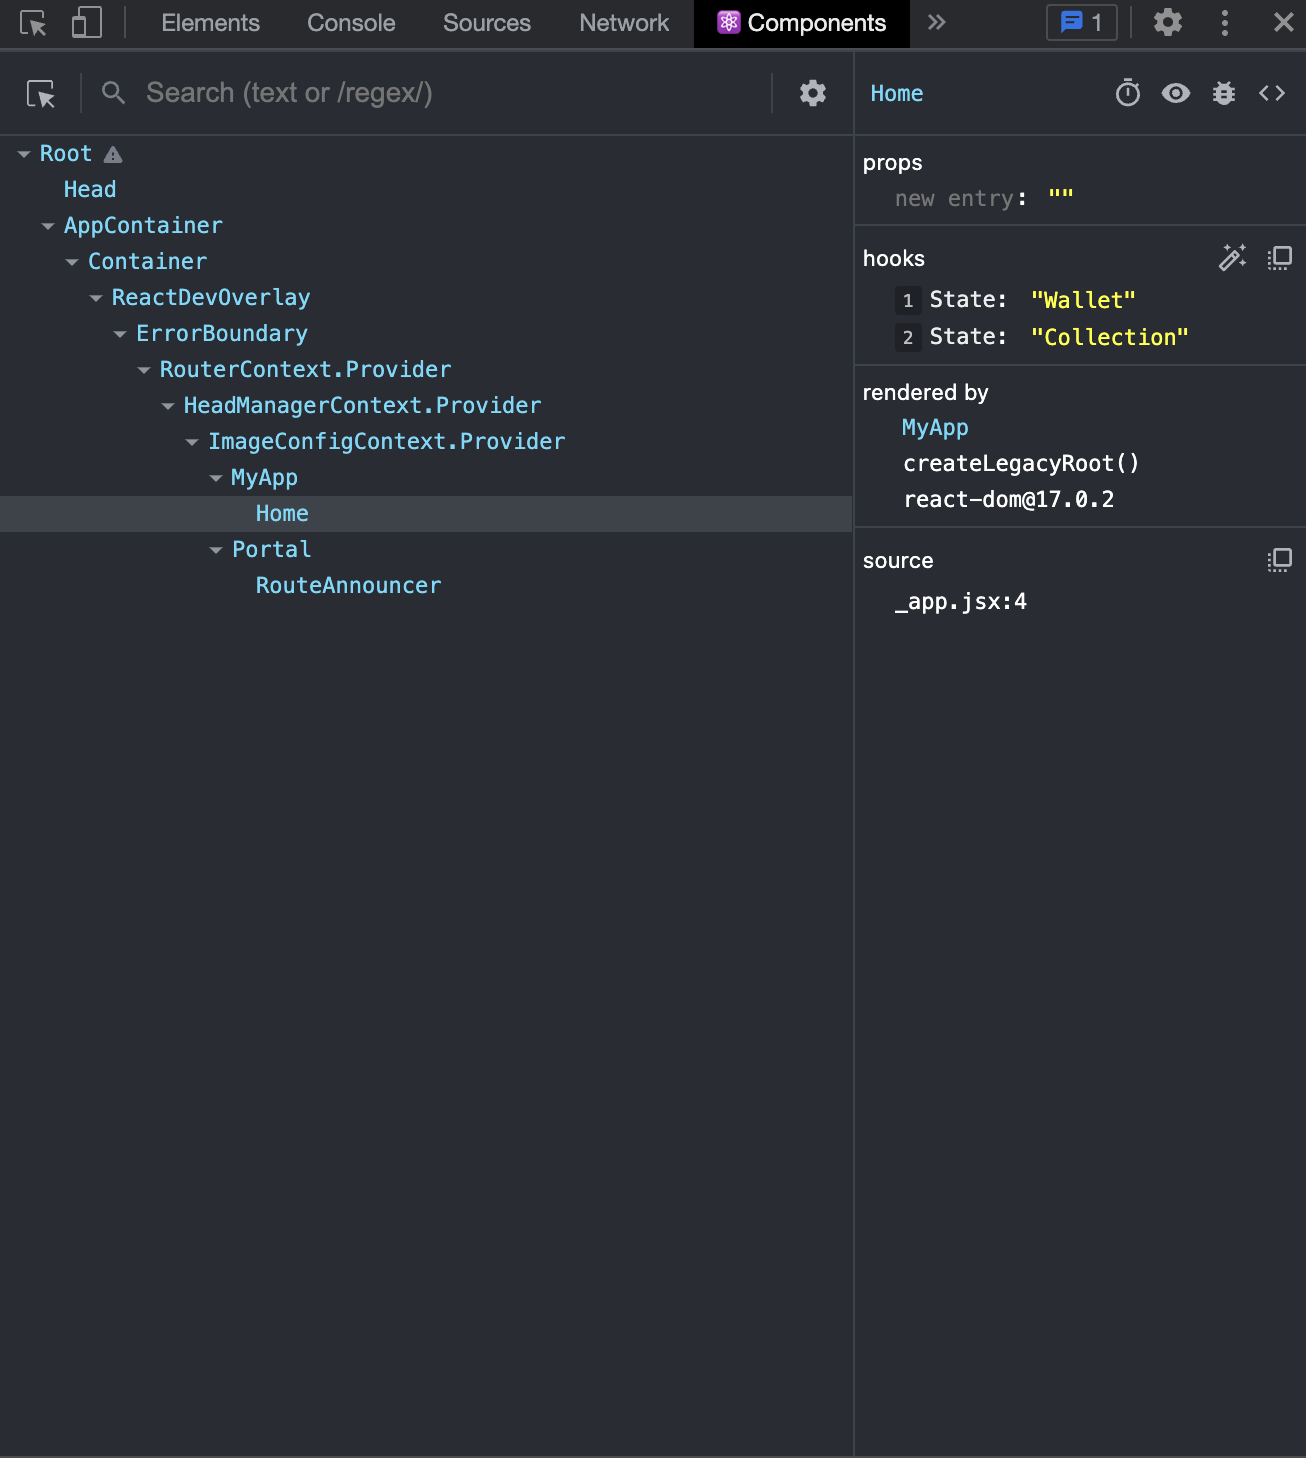 Elements Console Sources Network Components 1
Search (text or /regex/)
Root
Head
AppContainer
Container
ReactDevOverlay
ErrorBoundary
RouterContext.Provider
HeadManagerContext.Provider
ImageConfigContext.Provider
MyApp
Home
Portal
RouteAnnouncer
Home
props
new entry: ""
hooks
1 State: "Wallet"
2 State: "Collection"
rendered by
MyApp
createLegacyRoot()
react-dom@17.0.2
source
_app.jsx:4